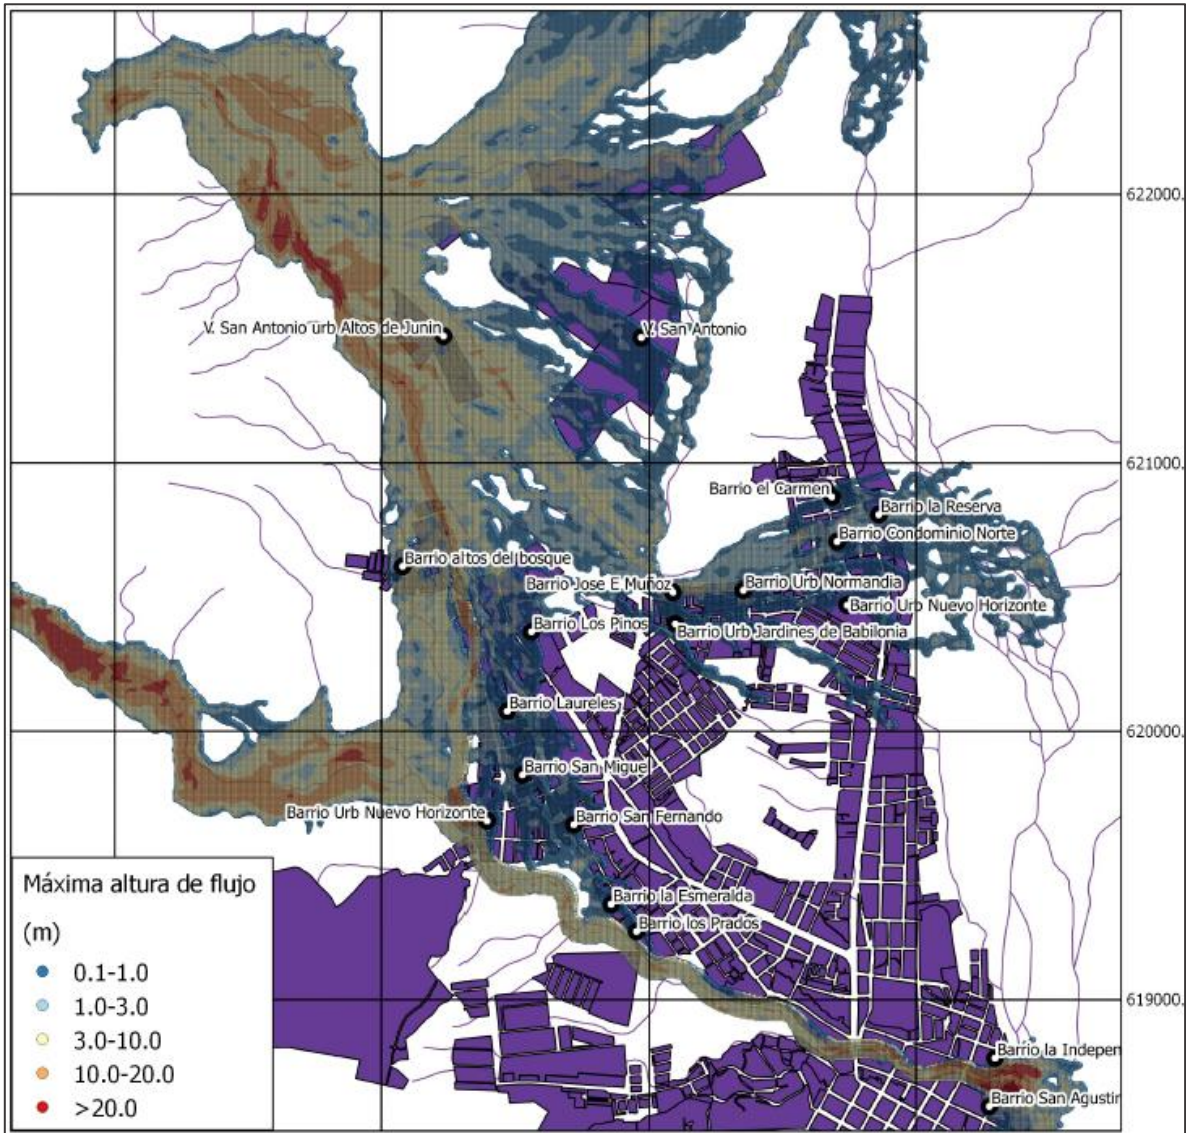 622000.
V. San Antonio urb Altos de Junin
V. San Antonio
621000.
Barrio el Carmen
Barrio la Reserva
Barrio Condominio Norte
Barrio altos del bosque
Barrio Jose E Muñoz
Barrio Urb Normandia
Barrio Urb Nuevo Horizonte
Barrio Los Pinos
Barrio Urb Jardines de Babilonia
Barrio Laureles
620000.
Barrio San Migue
Barrio Urb Nuevo Horizonte
Barrio San Fernando
Barrio la Esmeralda
Barrio los Prados
619000.
Barrio la Indepen
Barrio San Agustir
Máxima altura de flujo
(m)
0.1-1.0
1.0-3.0
3.0-10.0
10.0-20.0
>20.0